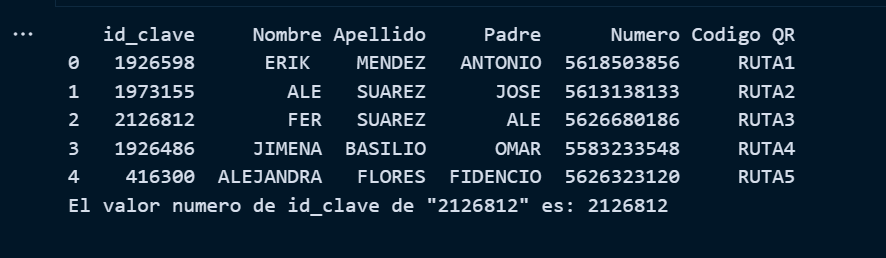 ...
id_clave Nombre Apellido Padre Numero Codigo QR
0 1926598 ERIK MENDEZ ANTONIO 5618503856 RUTA1
1 1973155 ALE SUAREZ JOSE 5613138133 RUTA2
2 2126812 FER SUAREZ ALE 5626680186 RUTA3
3 1926486 JIMENA BASILIO OMAR 5583233548 RUTA4
4 416300 ALEJANDRA FLORES FIDENCIO 5626323120 RUTA5
El valor numero de id_clave de "2126812" es: 2126812